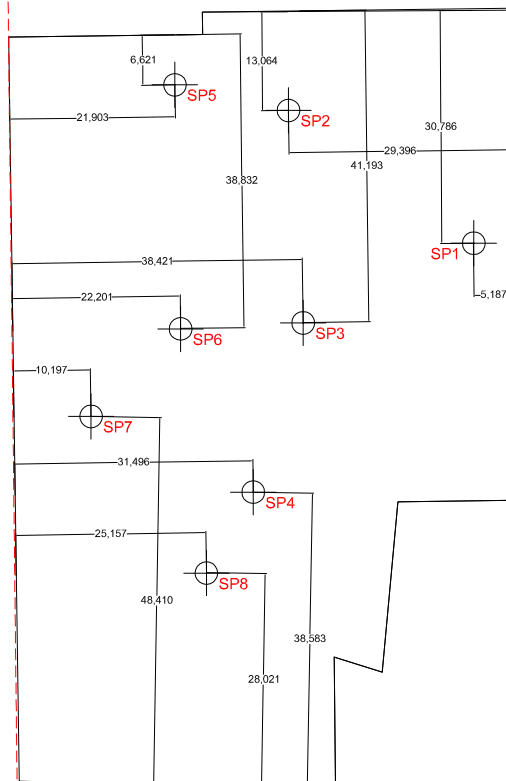 6,621
13,064
SP5
21,903
SP2
30,786
29,396
41,193
38,832
SP1
38,421
22,201
5,187
SP6
SP3
10,197
SP7
31,496
SP4
25,157
SP8
48,410
38,583
28,021